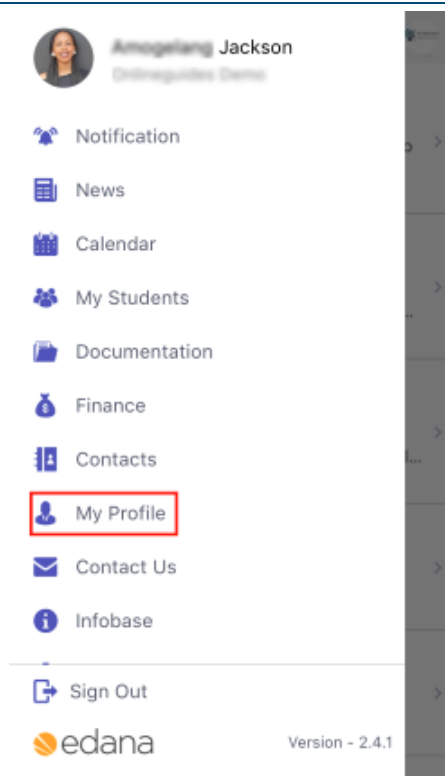 Jackson
Notification
News
Calendar
My Students
Documentation
Finance
Contacts
My Profile
Contact Us
Infobase
Sign Out
edana
Version - 2.4.1